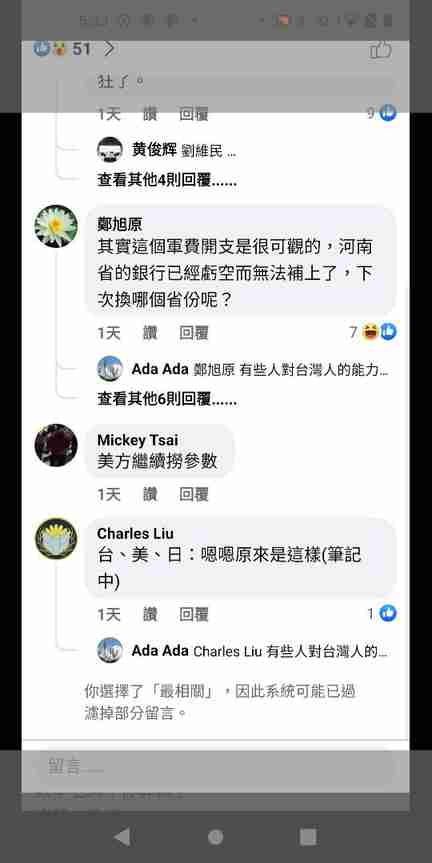 51
壯了。
1天 讚 回覆
9
黄俊辉 劉維民 ...
查看其他4則回覆......
鄭旭原
其實這個軍費開支是很可觀的，河南
省的銀行已經虧空而無法補上了，下
次換哪個省份呢？
1天 讚 回覆
7
Ada Ada 鄭旭原 有些人對台灣人的能力...
查看其他6則回覆......
Mickey Tsai
美方繼續撈參數
1天 讚 回覆
Charles Liu
台、美、日：嗯嗯原來是這樣(筆記
中)
1天 讚 回覆
1
Ada Ada Charles Liu 有些人對台灣人的...
你選擇了「最相關」，因此系統可能已過
濾掉部分留言。
留言......